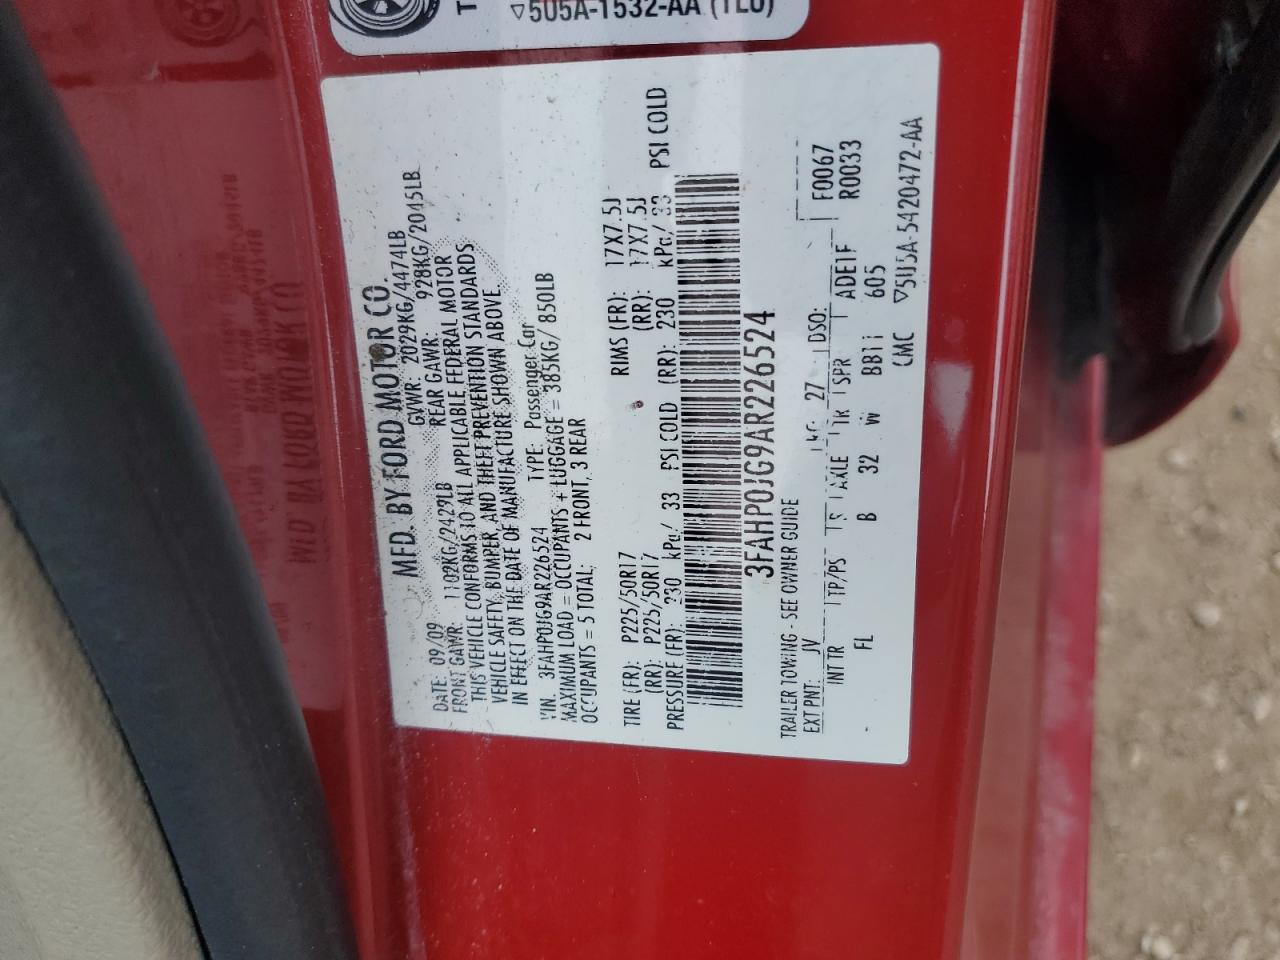 5U5A-1532-AA (TLU)
MFD. BY FORD MOTOR CO.
DATE: 09/09 GVWR: 2029KG/4474LB
FRONT GAWR: 1102KG/2429LB REAR GAWR: 928KG/2045LB
THIS VEHICLE CONFORMS TO ALL APPLICABLE FEDERAL MOTOR
VEHICLE SAFETY, BUMPER, AND THEFT PREVENTION STANDARDS
IN EFFECT ON THE DATE OF MANUFACTURE SHOWN ABOVE
VIN: 3FAHP0JG9AR226524 TYPE: Passenger Car
MAXIMUM LOAD = OCCUPANTS + LUGGAGE = 385KG/ 850LB
OCCUPANTS = 5 TOTAL; 2 FRONT, 3 REAR
TIRE (FR): P225/50R17 RIMS (FR): 17X7.5J
(RR): P225/50R17 (RR): 17X7.5J
PRESSURE (FR): 230 kPa/ 33 PSI COLD (RR): 230 kPa/ 33 PSI COLD
3FAHP0JG9AR226524
TRAILER TOWING - SEE OWNER GUIDE
EXT PNT: JV 27 DSO: F0067
INT TR TP/PS AXLE TR SPR ADE1F R0033
FL B 32 W BB11 605
CMC ▽5U5A-5420472-AA